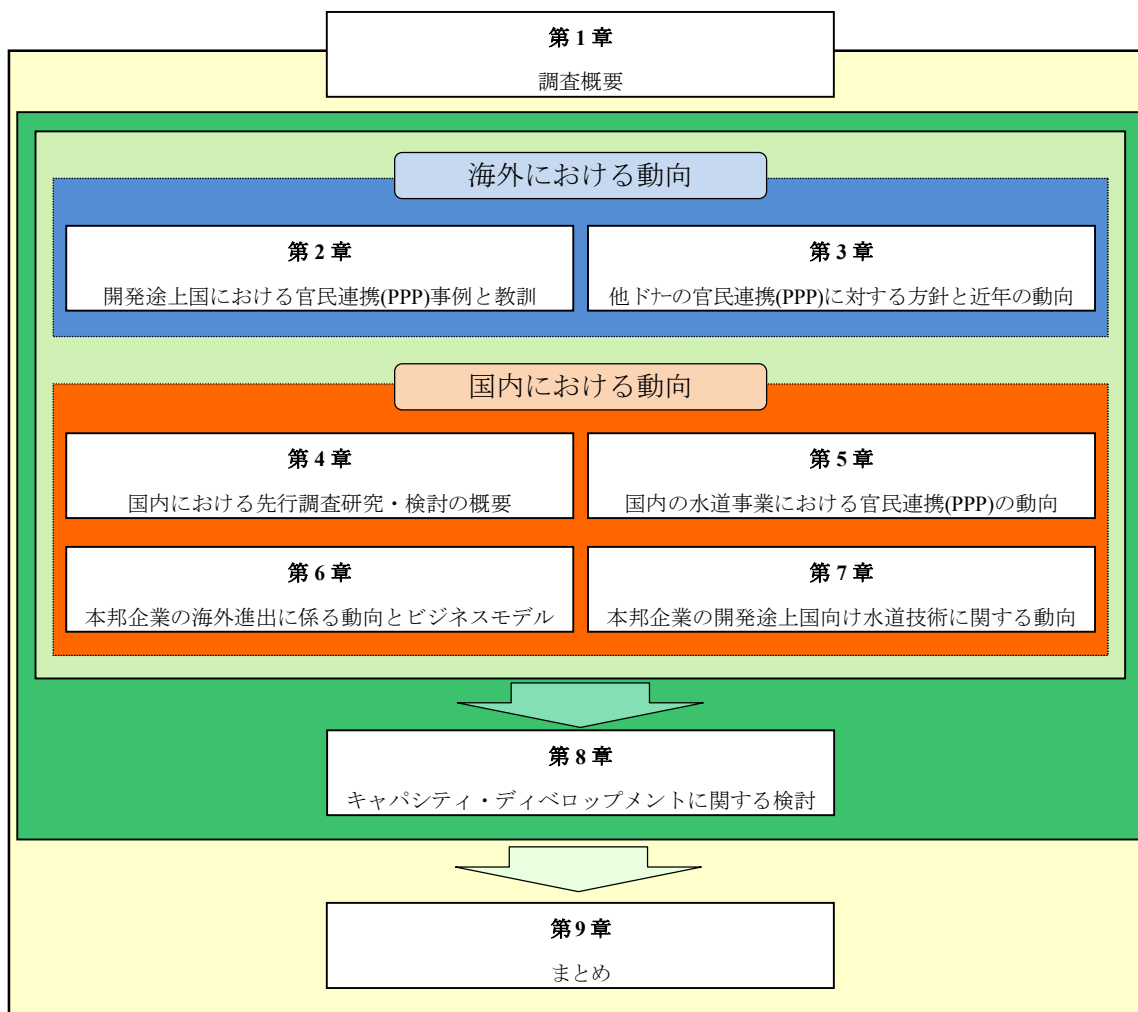 第1章
調査概要
海外における動向
第2章
開発途上国における官民連携(PPP)事例と教訓
第3章
他ドナーの官民連携(PPP)に対する方針と近年の動向
国内における動向
第4章
国内における先行調査研究・検討の概要
第5章
国内の水道事業における官民連携(PPP)の動向
第6章
本邦企業の海外進出に係る動向とビジネスモデル
第7章
本邦企業の開発途上国向け水道技術に関する動向
第8章
キャパシティ・ディベロップメントに関する検討
第9章
まとめ